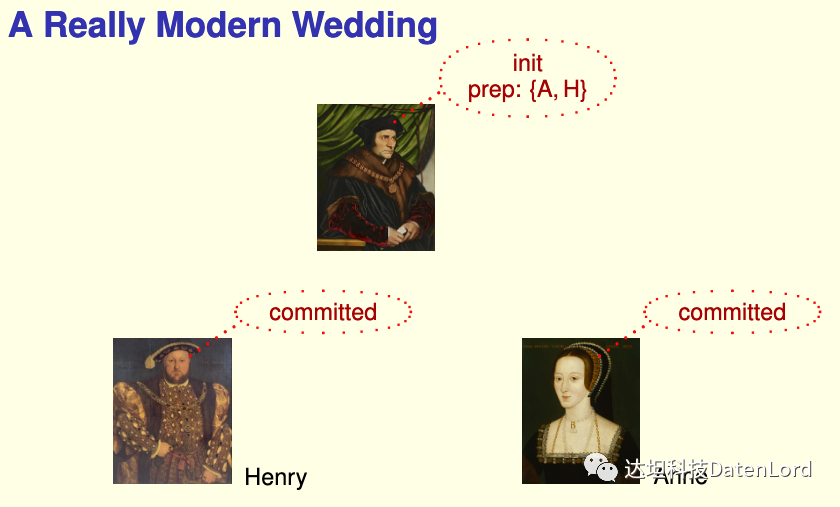 A Really Modern Wedding
init
prep: {A, H}
committed
committed
Henry
Anne
达坦科技DatenLord